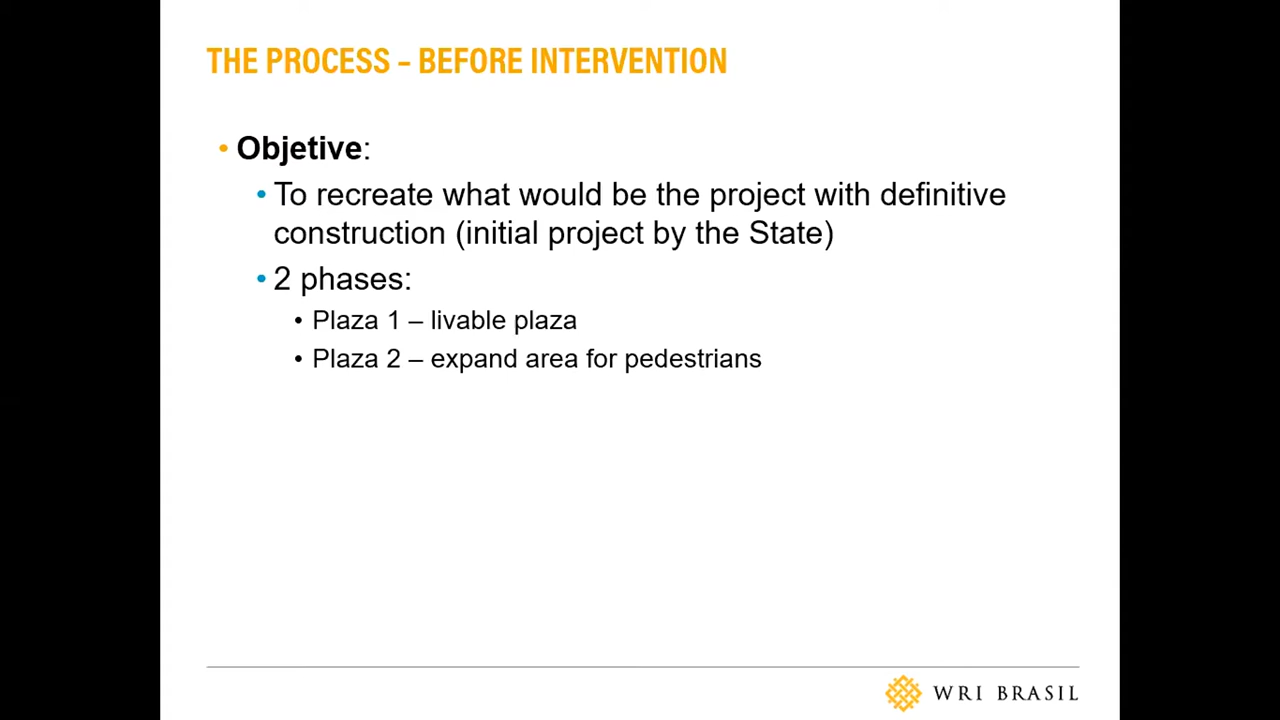 THE PROCESS – BEFORE INTERVENTION
• Objetive:
• To recreate what would be the project with definitive
construction (initial project by the State)
• 2 phases:
• Plaza 1 – livable plaza
• Plaza 2 – expand area for pedestrians
WRI BRASIL